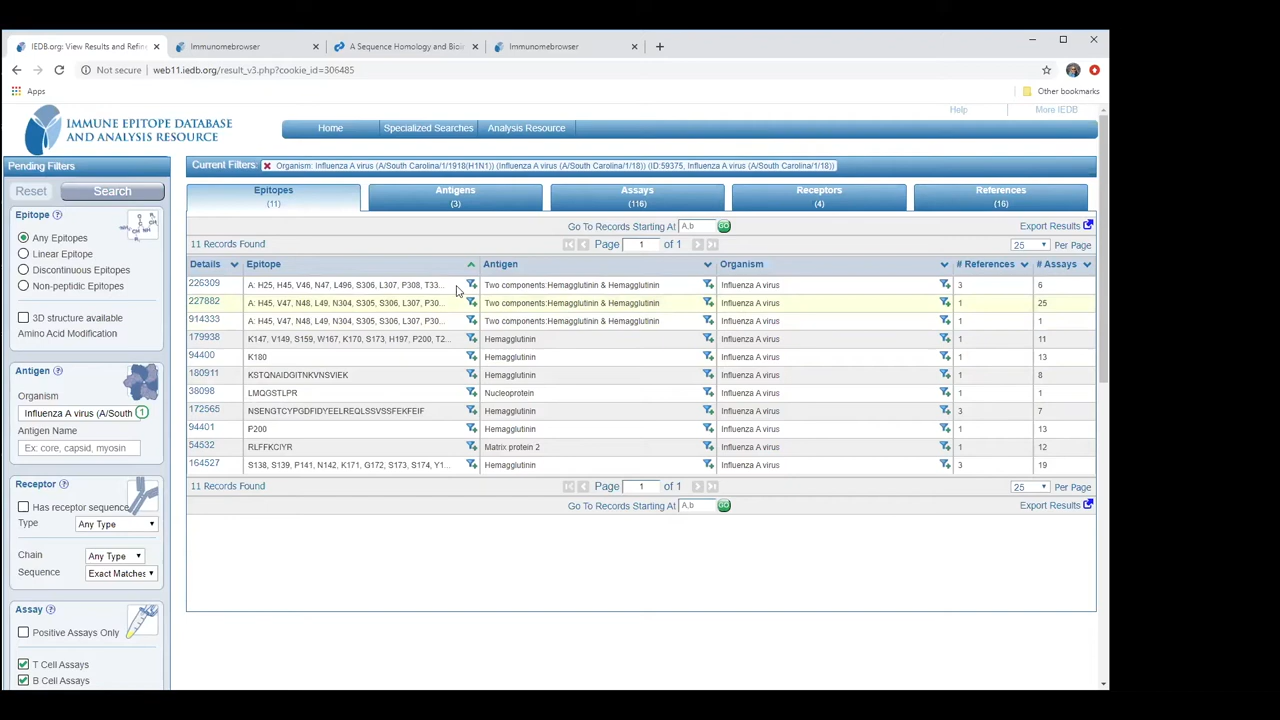 IEDB.org: View Results and Refin
Immunomebrowser
A Sequence Homology and Bioi
Immunomebrowser
Not secure
web11.iedb.org/result_v3.php?cookie_id=306485
Apps
Other bookmarks
IMMUNE EPITOPE DATABASE
AND ANALYSIS RESOURCE
Help
More IEDB
Home
Specialized Searches
Analysis Resource
Pending Filters
Reset
Search
Epitope
Any Epitopes
Linear Epitope
Discontinuous Epitopes
Non-peptidic Epitopes
3D structure available
Amino Acid Modification
Antigen
Organism
Influenza A virus (A/South 1
Antigen Name
Ex: core, capsid, myosin
Receptor
Has receptor sequence
Type Any Type
Chain Any Type
Sequence Exact Matches
Assay
Positive Assays Only
T Cell Assays
B Cell Assays
Current Filters: Organism: Influenza A virus (A/South Carolina/1/1918(H1N1)) (Influenza A virus (A/South Carolina/1/18)) (ID:59375, Influenza A virus (A/South Carolina/1/18))
Epitopes
(11)
Antigens
(3)
Assays
(116)
Receptors
(4)
References
(16)
Go To Records Starting At A,b GO
Export Results
11 Records Found
Page 1 of 1
25 Per Page
Details Epitope Antigen Organism # References # Assays
226309 A: H25, H45, V46, N47, L496, S306, L307, P308, T33... Two components:Hemagglutinin & Hemagglutinin Influenza A virus 3 6
227882 A: H45, V47, N48, L49, N304, S305, S306, L307, P30... Two components:Hemagglutinin & Hemagglutinin Influenza A virus 1 25
914333 A: H45, V47, N48, L49, N304, S305, S306, L307, P30... Two components:Hemagglutinin & Hemagglutinin Influenza A virus 1 1
179938 K147, V149, S159, W167, K170, S173, H197, P200, T2... Hemagglutinin Influenza A virus 1 11
94400 K180 Hemagglutinin Influenza A virus 1 13
180911 KSTQNAIDGITNKVNSVIEK Hemagglutinin Influenza A virus 1 8
38098 LMQGSTLPR Nucleoprotein Influenza A virus 1 1
172565 NSENGTCYPGDFIDYEELREQLSSVSSFEKFEIF Hemagglutinin Influenza A virus 3 7
94401 P200 Hemagglutinin Influenza A virus 1 13
54532 RLFFKCIYR Matrix protein 2 Influenza A virus 1 12
164527 S138, S139, P141, N142, K171, G172, S173, S174, Y1... Hemagglutinin Influenza A virus 3 19
11 Records Found
Page 1 of 1
25 Per Page
Go To Records Starting At A,b GO
Export Results